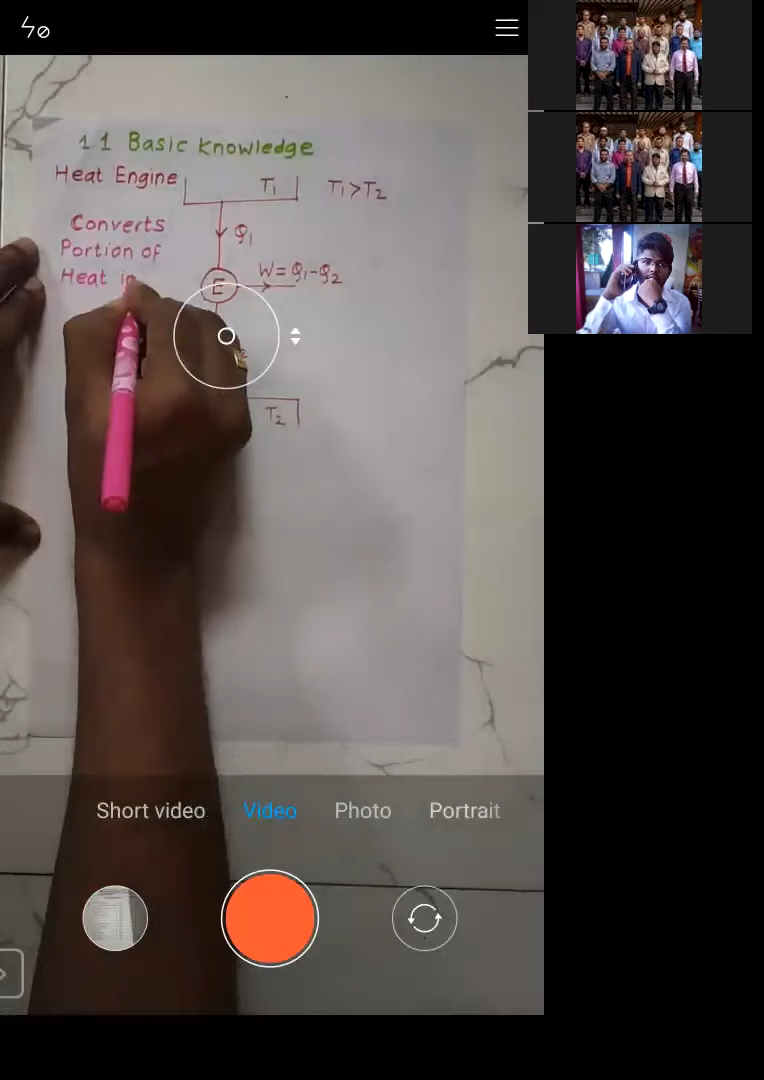 1 1 Basic Knowledge
Heat Engine
T1
T1>T2
Converts
Portion of
Heat in
Q1
E
W=Q1-Q2
T2
Short video
Video
Photo
Portrait